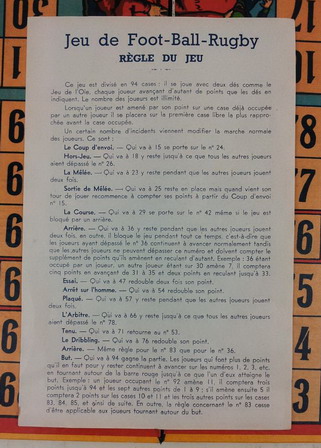 Jeu de Foot-Ball-Rugby
RÈGLE DU JEU
Ce jeu est divisé en 94 cases : il se joue avec deux dés comme le
Jeu de l'Oie, chaque joueur avançant d'autant de points que les dés en
indiquent. Le nombre des joueurs est illimité.
Lorsqu'un joueur est amené par son point sur une case déjà occupée
par un autre joueur il se placera sur la première case libre la plus rappro-
chée avant la case occupée.
Un certain nombre d'incidents viennent modifier la marche normale
des joueurs. Ce sont :
Le Coup d'envoi. — Qui va à 15 se porte sur le n° 24.
Hors-Jeu. — Qui va à 18 y reste jusqu'à ce que tous les autres joueurs
aient dépassé le n° 26.
La Mêlée. — Qui va à 23 y reste pendant que les autres joueurs jouent
deux fois.
Sortie de Mêlée. — Qui va à 25 reste en place mais quand vient son
tour de jouer recommence à compter ses points à partir du Coup d'envoi
n° 15.
La Course. — Qui va à 29 se porte sur le n° 42 même si le jeu est
bloqué par un arrière.
Arrière. — Qui va à 36 y reste pendant que les autres joueurs jouent
deux fois, en outre, il bloque le jeu pendant tout ce temps c'est-à-dire que
les joueurs ayant dépassé le n° 36 continuent à avancer normalement tandis
que les autres joueurs ne peuvent dépasser ce numéro et doivent compter le
supplément de points qu'ils amènent en reculant d'autant. Exemple : 36 étant
occupé par un joueur, un autre joueur étant sur 30 amène 7, il comptera
cinq points en avançant de 31 à 35 et deux points en reculant jusqu'à 33.
Essai. — Qui va à 47 redouble deux fois son point.
Arrêt sur l'homme. — Qui va à 54 redouble son point.
Plaqué. — Qui va à 57 y reste pendant que les autres joueurs jouent
deux fois.
L'Arbitre. — Qui va à 66 y reste jusqu'à ce que tous les autres joueurs
aient dépassé le n° 78.
Tenu. — Qui va à 71 retourne au n° 53.
Le Dribbling. — Qui va à 76 redouble son point.
Arrière. — Même règle pour le n° 83 que pour le n° 36.
But. — Qui va à 94 gagne la partie. Les joueurs qui font plus de points
qu'il en faut pour y rester continuent à avancer sur les numéros 1, 2, 3, etc.
en tournant autour de la barre rouge jusqu'à ce que l'un d'eux atteigne le
but. Exemple : un joueur occupant le n° 92 amène 11, il comptera trois
points jusqu'à 94 et les sept autres points de 1 à 9 ; s'il amène ensuite 5 il
comptera 2 points sur les cases 10 et 11 et les trois autres points sur les cases
83, 84, 85, et ainsi de suite. En outre, la règle concernant le n° 83 cesse
d'être applicable aux joueurs tournant autour du but.